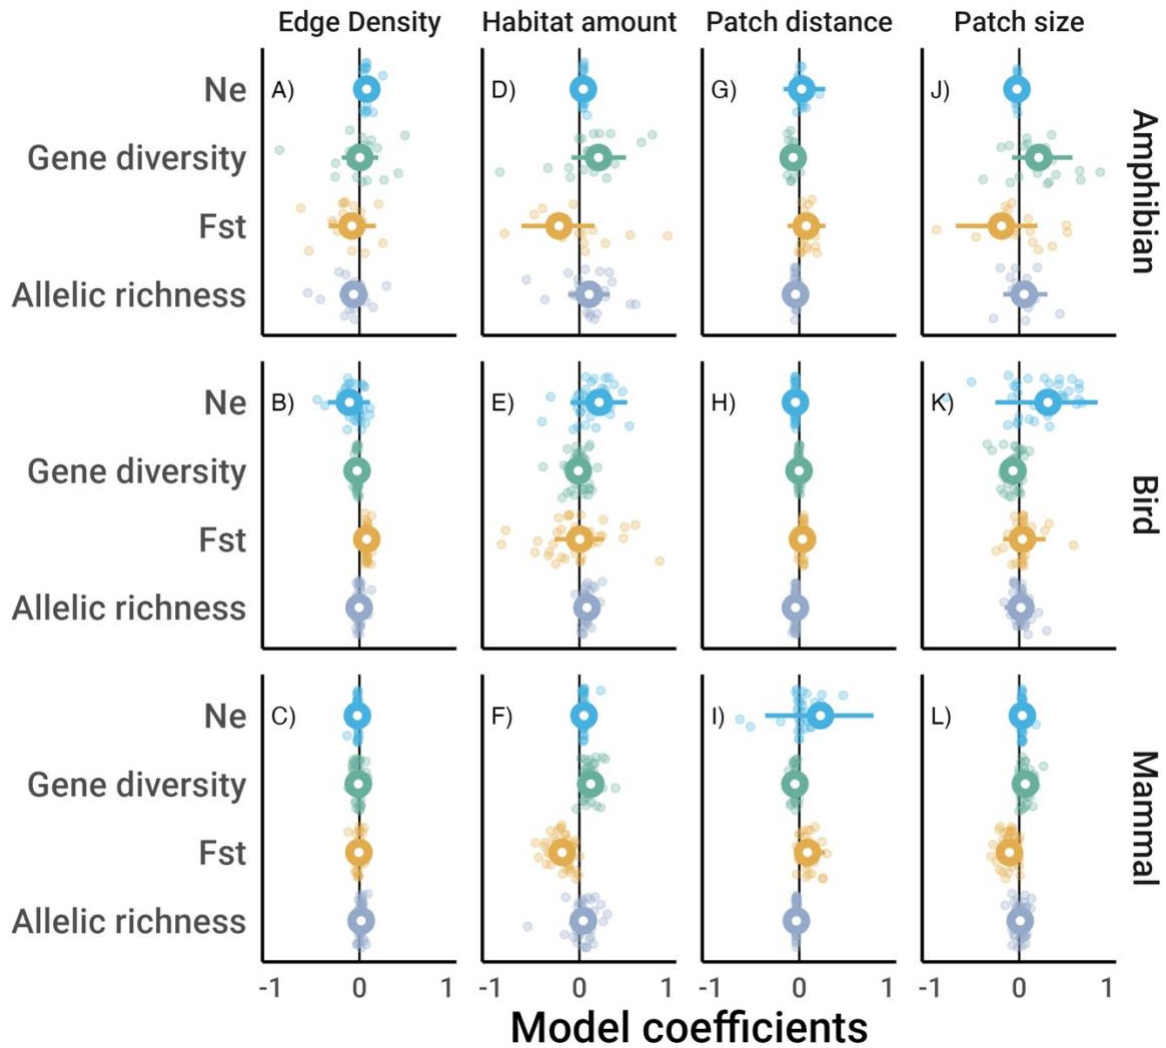 Edge Density Habitat amount Patch distance Patch size
Ne A) D) G) J)
Gene diversity
Fst
Allelic richness
Amphibian
Ne B) E) H) K)
Gene diversity
Fst
Allelic richness
Bird
Ne C) F) I) L)
Gene diversity
Fst
Allelic richness
Mammal
-1 0 1 -1 0 1 -1 0 1 -1 0 1
Model coefficients